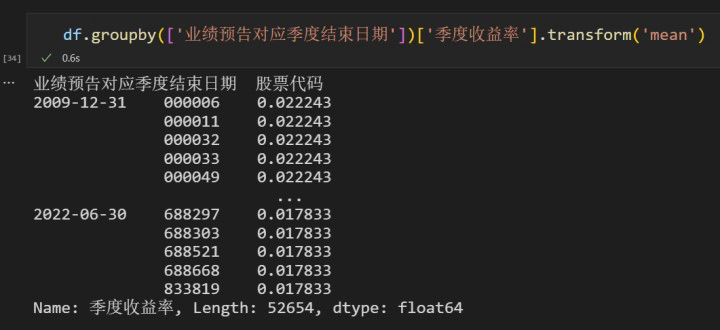 df.groupby(['业绩预告对应季度结束日期'])['季度收益率'].transform('mean')
[34] ✓ 0.6s
... 业绩预告对应季度结束日期 股票代码
2009-12-31 000006 0.022243
000011 0.022243
000032 0.022243
000033 0.022243
000049 0.022243
...
2022-06-30 688297 0.017833
688303 0.017833
688521 0.017833
688668 0.017833
833819 0.017833
Name: 季度收益率, Length: 52654, dtype: float64